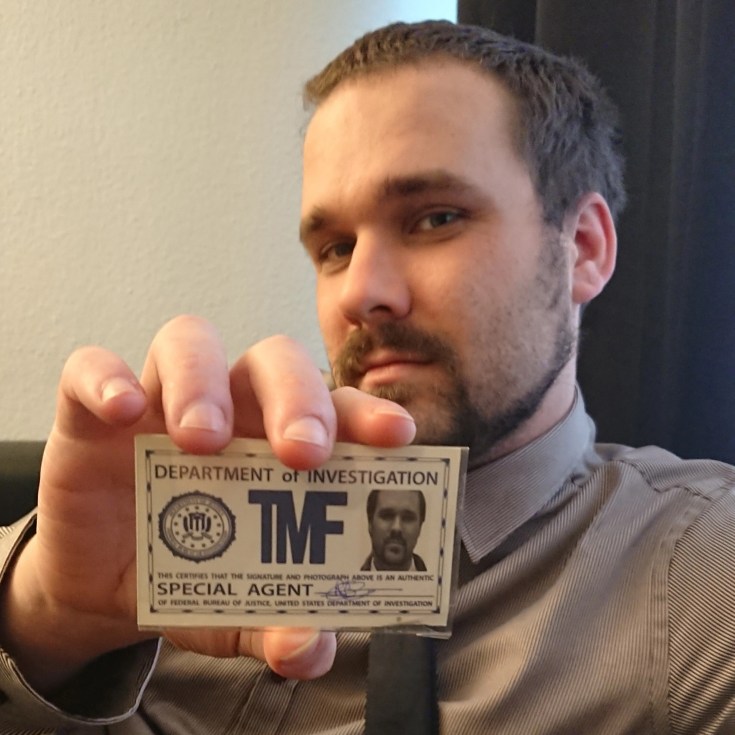 DEPARTMENT of INVESTIGATION
TMF
THIS CERTIFIES THAT THE SIGNATURE AND PHOTOGRAPH ABOVE IS AN AUTHENTIC
SPECIAL AGENT
OF FEDERAL BUREAU OF JUSTICE, UNITED STATES DEPARTMENT OF INVESTIGATION